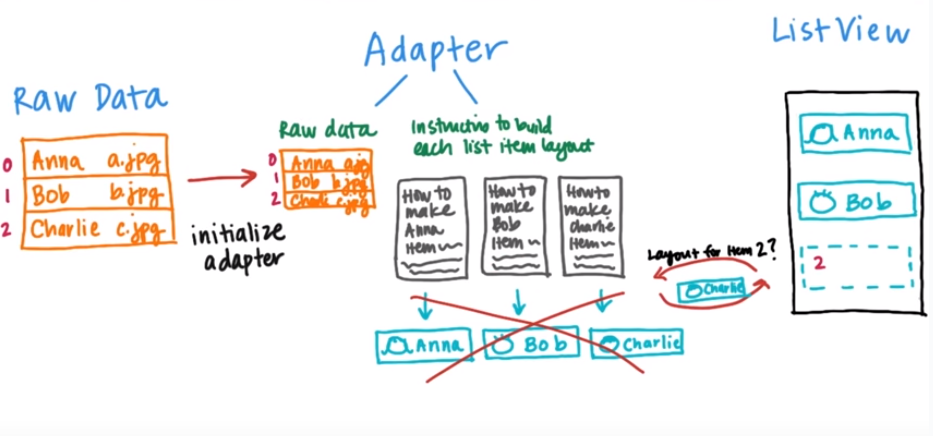 ListView
Adapter
Raw Data
Raw data
Instructins to build
each list item layout
0 Anna a.jpg
1 Bob b.jpg
2 Charlie c.jpg
initialize
adapter
0 Anna a.jpg
1 Bob b.jpg
2 c.jpg
How to
make
Anna
Item
How to
make
Bob
Item
How to
make
Charlie
Item
Layout for Item 2?
Charlie
Anna
Bob
Charlie
Anna
Bob
2